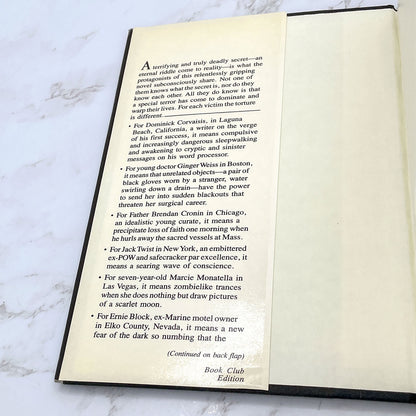 A terrifying and truly deadly secret—an
eternal riddle come to reality—is what the
protagonists of this relentlessly gripping
novel subconsciously share. Not one of
them knows what the secret is, nor do they
know each other. All they do know is that
a special terror has come to dominate and
warp their lives. For each victim the torture
is different.
• For Dominick Corvaisis, in Laguna
Beach, California, a writer on the verge
of his first success, it means compulsive
and increasingly dangerous sleepwalking
and awakening to cryptic and sinister
messages on his word processor.
• For young doctor Ginger Weiss in Boston,
it means that unrelated objects—a pair of
black gloves worn by a stranger, water
swirling down a drain—have the power
to send her into sudden blackouts that
threaten her surgical career.
• For Father Brendan Cronin in Chicago,
an idealistic young curate, it means a
precipitate loss of faith one morning when
he hurls away the sacred vessels at Mass.
• For Jack Twist in New York, an embittered
ex-POW and safecracker par excellence, it
means a searing wave of conscience.
• For seven-year-old Marcie Monatella in
Las Vegas, it means zombielike trances
when she does nothing but draw pictures
of a scarlet moon.
• For Ernie Block, ex-Marine motel owner
in Elko County, Nevada, it means a new
fear of the dark so numbing that the
(Continued on back flap)
Book Club
Edition